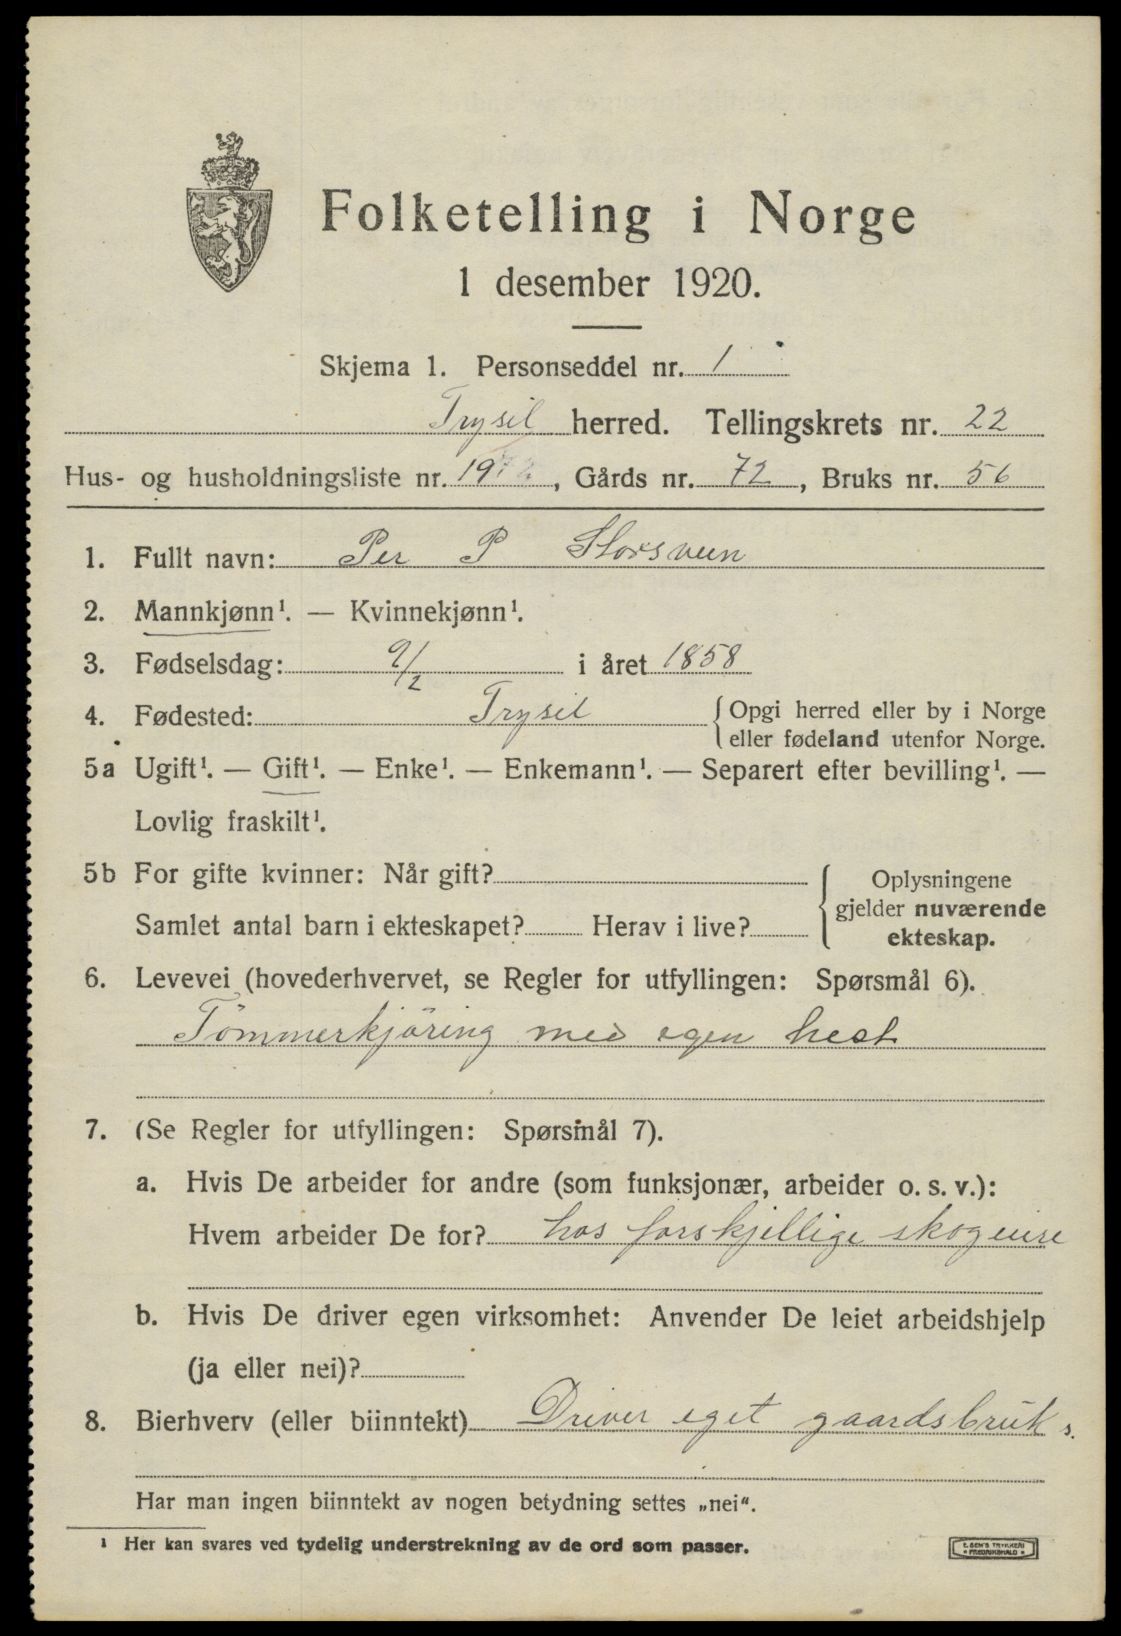 Folketelling i Norge
1 desember 1920.
Skjema 1. Personseddel nr. 1
Trysil herred. Tellingskrets nr. 22
Hus- og husholdningsliste nr. , Gårds nr. 72, Bruks nr. 56
1. Fullt navn: Per P Storsveen
2. Mannkjønn¹. — Kvinnekjønn¹.
3. Fødselsdag: 9/2 i året 1858
4. Fødested: Trysil { Opgi herred eller by i Norge
eller fødeland utenfor Norge.
5a Ugift¹. — Gift¹. — Enke¹. — Enkemann¹. — Separert efter bevilling¹. —
Lovlig fraskilt¹.
5b For gifte kvinner: Når gift?
Samlet antal barn i ekteskapet? Herav i live?
{ Oplysningene
gjelder nuværende
ekteskap.
6. Levevei (hovederhvervet, se Regler for utfyllingen: Spørsmål 6).
Tömmerkjöring med egen hest
7. (Se Regler for utfyllingen: Spørsmål 7).
a. Hvis De arbeider for andre (som funksjonær, arbeider o. s. v.):
Hvem arbeider De for? hos forskjellige skogeiere
b. Hvis De driver egen virksomhet: Anvender De leiet arbeidshjelp
(ja eller nei)?
8. Bierhverv (eller biinntekt) Driver eget gaardsbruk s.
Har man ingen biinntekt av nogen betydning settes „nei“.
¹ Her kan svares ved tydelig understrekning av de ord som passer.
E. SEM'S TRYKKERI
FREDRIKSHALD